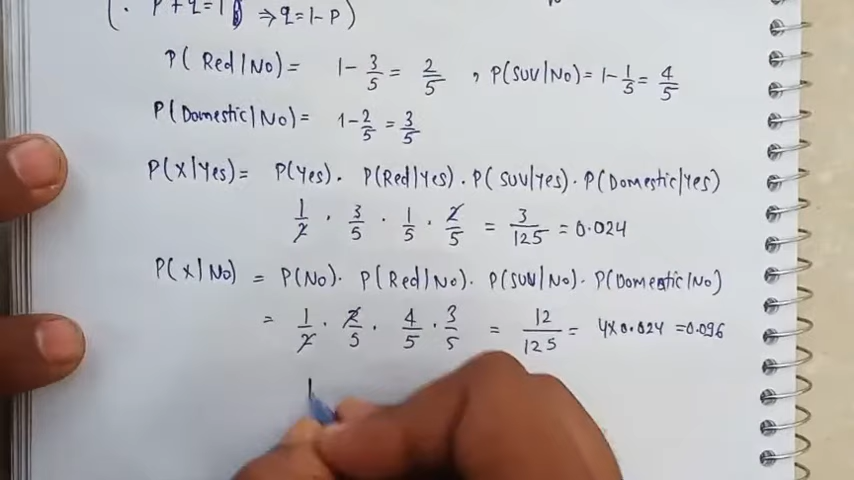 (∵ P+q=1 ⇒ q=1-P)
P(Red/No) = 1 - 3/5 = 2/5 , P(SUV/No) = 1 - 1/5 = 4/5
P(Domestic/No) = 1 - 2/5 = 3/5
P(X/Yes) = P(Yes). P(Red/Yes). P(SUV/Yes). P(Domestic/Yes)
1/2 . 3/5 . 1/5 . 2/5 = 3/125 = 0.024
P(X/No) = P(No). P(Red/No). P(SUV/No). P(Domestic/No)
= 1/2 . 2/5 . 4/5 . 3/5 = 12/125 = 4x0.024 = 0.096